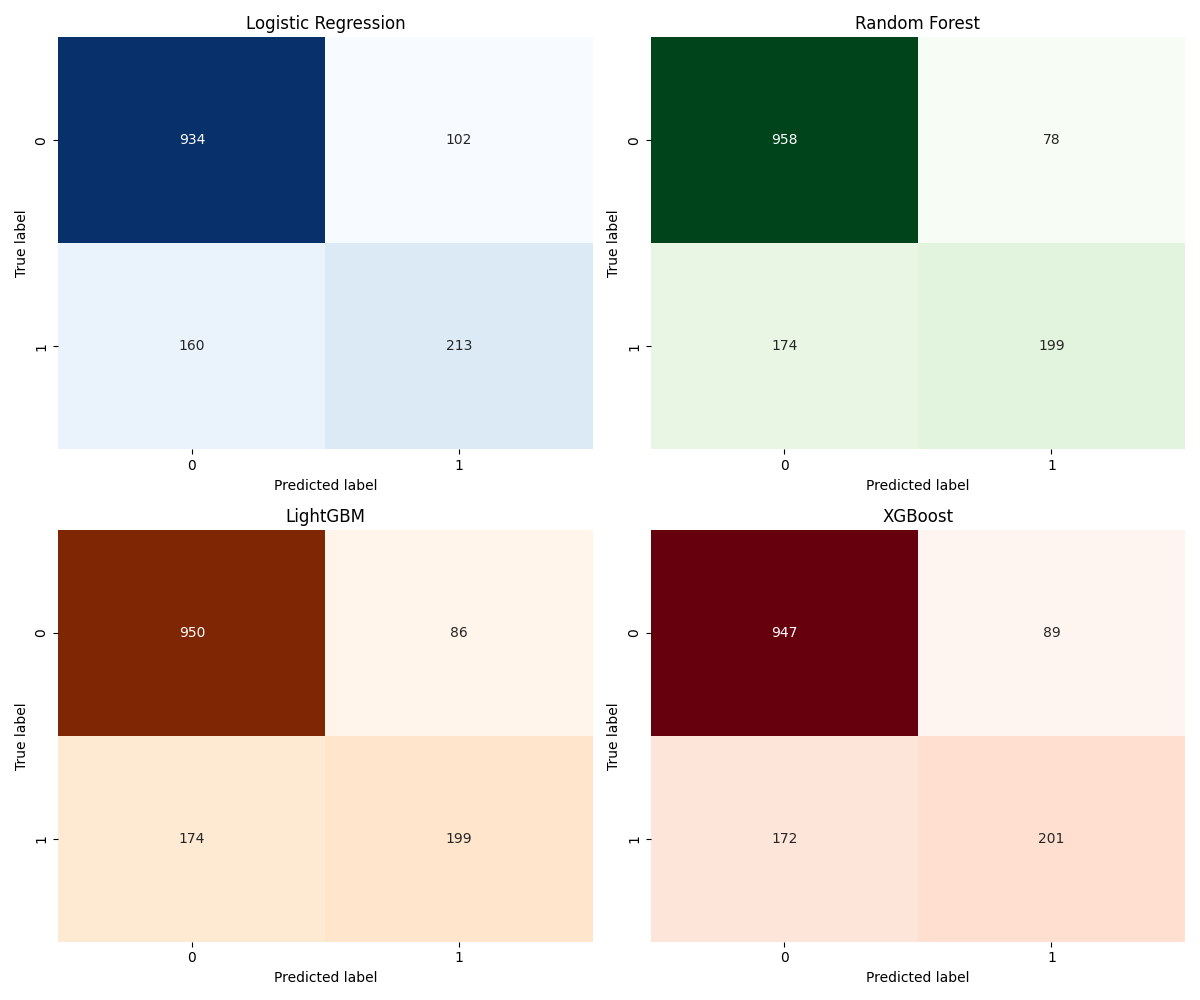 Logistic Regression
True label
0
934
102
1
160
213
0
1
Predicted label
Random Forest
True label
0
958
78
1
174
199
0
1
Predicted label
LightGBM
True label
0
950
86
1
174
199
0
1
Predicted label
XGBoost
True label
0
947
89
1
172
201
0
1
Predicted label